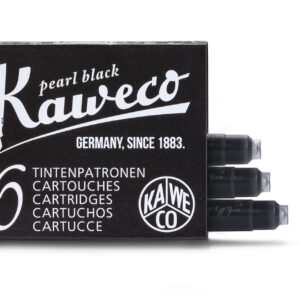 pearl black
Kaweco
GERMANY, SINCE 1883.
6
TINTENPATRONEN
CARTOUCHES
CARTRIDGES
CARTUCHOS
CARTUCCE
KA WE
CO